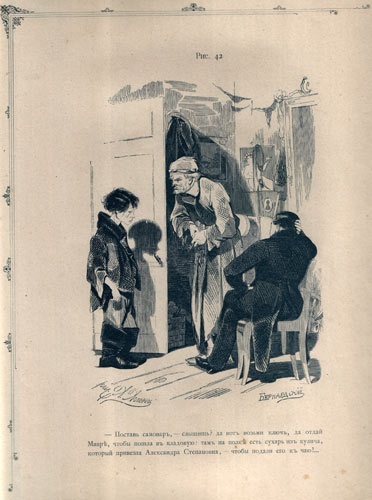 Рис. 42
БЕРНАРДСКІЙ
— Поставь самоваръ, — слышишь? да вотъ возьми ключъ, да отдай
Маврѣ, чтобы пошла въ кладовую: тамъ на полкѣ есть сухарь изъ кулича,
который привезла Александра Степановна, — чтобы подали его къ чаю!...